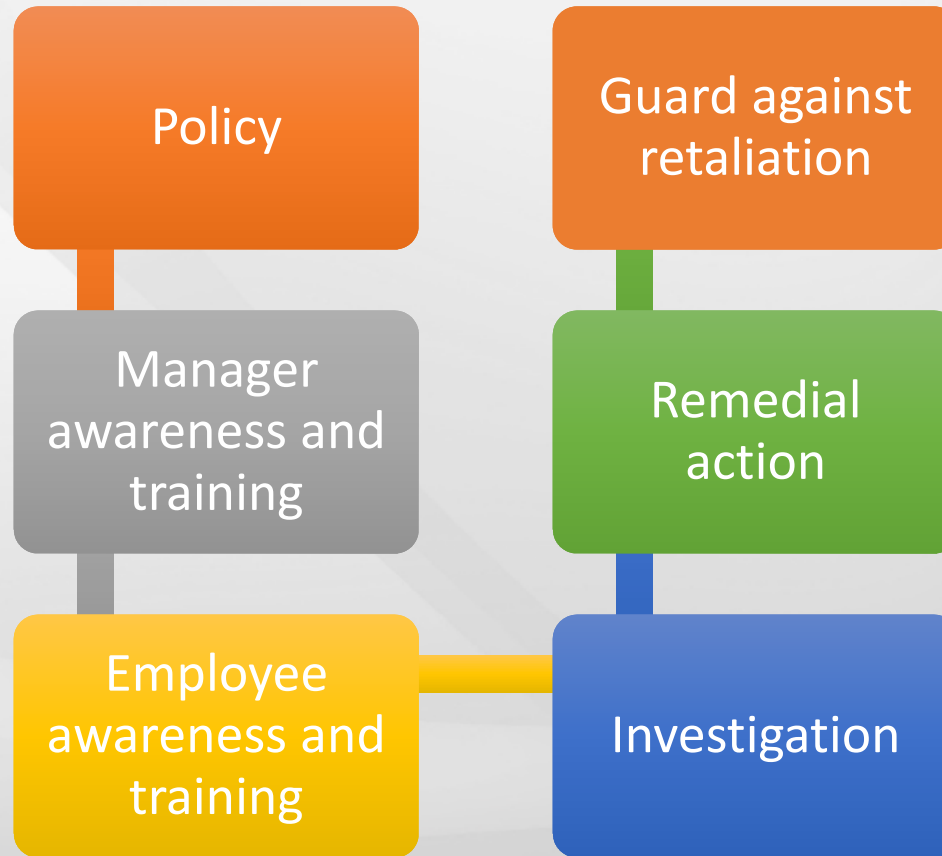 Policy
Manager
awareness and
training
Employee
awareness and
training
Investigation
Remedial
action
Guard against
retaliation